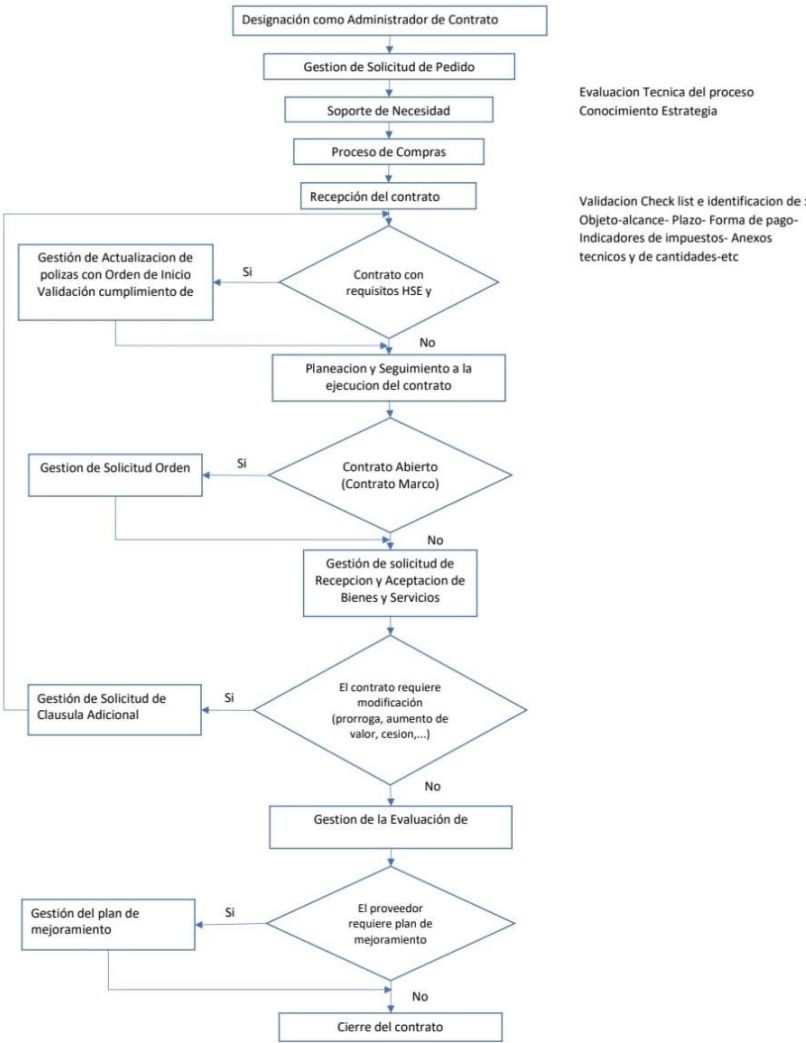 Designación como Administrador de Contrato
Gestion de Solicitud de Pedido
Evaluacion Tecnica del proceso
Conocimiento Estrategia
Soporte de Necesidad
Proceso de Compras
Recepción del contrato
Validacion Check list e identificacion de :
Objeto-alcance- Plazo- Forma de pago-
Indicadores de impuestos- Anexos
tecnicos y de cantidades-etc
Gestión de Actualizacion de
polizas con Orden de Inicio
Validación cumplimiento de
Si
Contrato con
requisitos HSE y
No
Planeacion y Seguimiento a la
ejecucion del contrato
Gestion de Solicitud Orden
Si
Contrato Abierto
(Contrato Marco)
No
Gestión de solicitud de
Recepcion y Aceptacion de
Bienes y Servicios
Gestión de Solicitud de
Clausula Adicional
Si
El contrato requiere
modificación
(prorroga, aumento de
valor, cesion,...)
No
Gestion de la Evaluación de
Gestión del plan de
mejoramiento
Si
El proveedor
requiere plan de
mejoramiento
No
Cierre del contrato